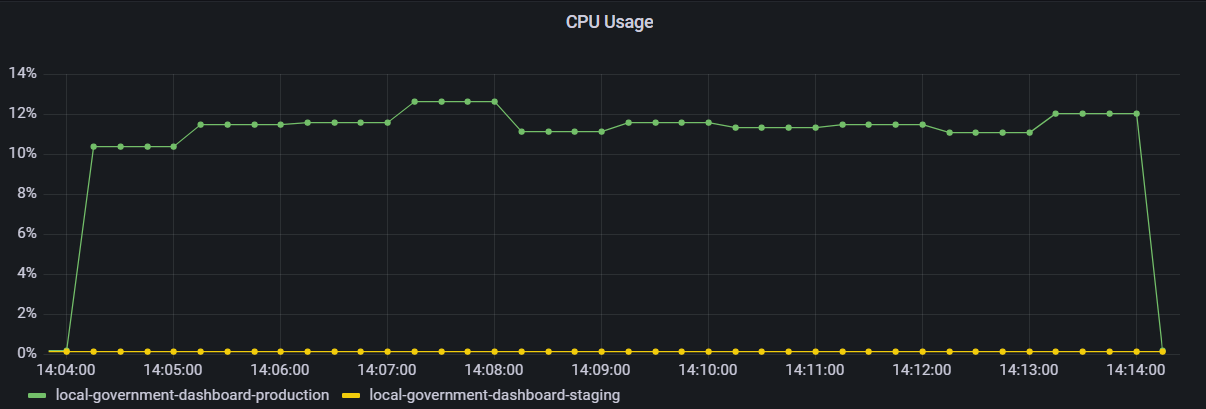 CPU Usage
14%
12%
10%
8%
6%
4%
2%
0%
14:04:00 14:05:00 14:06:00 14:07:00 14:08:00 14:09:00 14:10:00 14:11:00 14:12:00 14:13:00 14:14:00
local-government-dashboard-production local-government-dashboard-staging